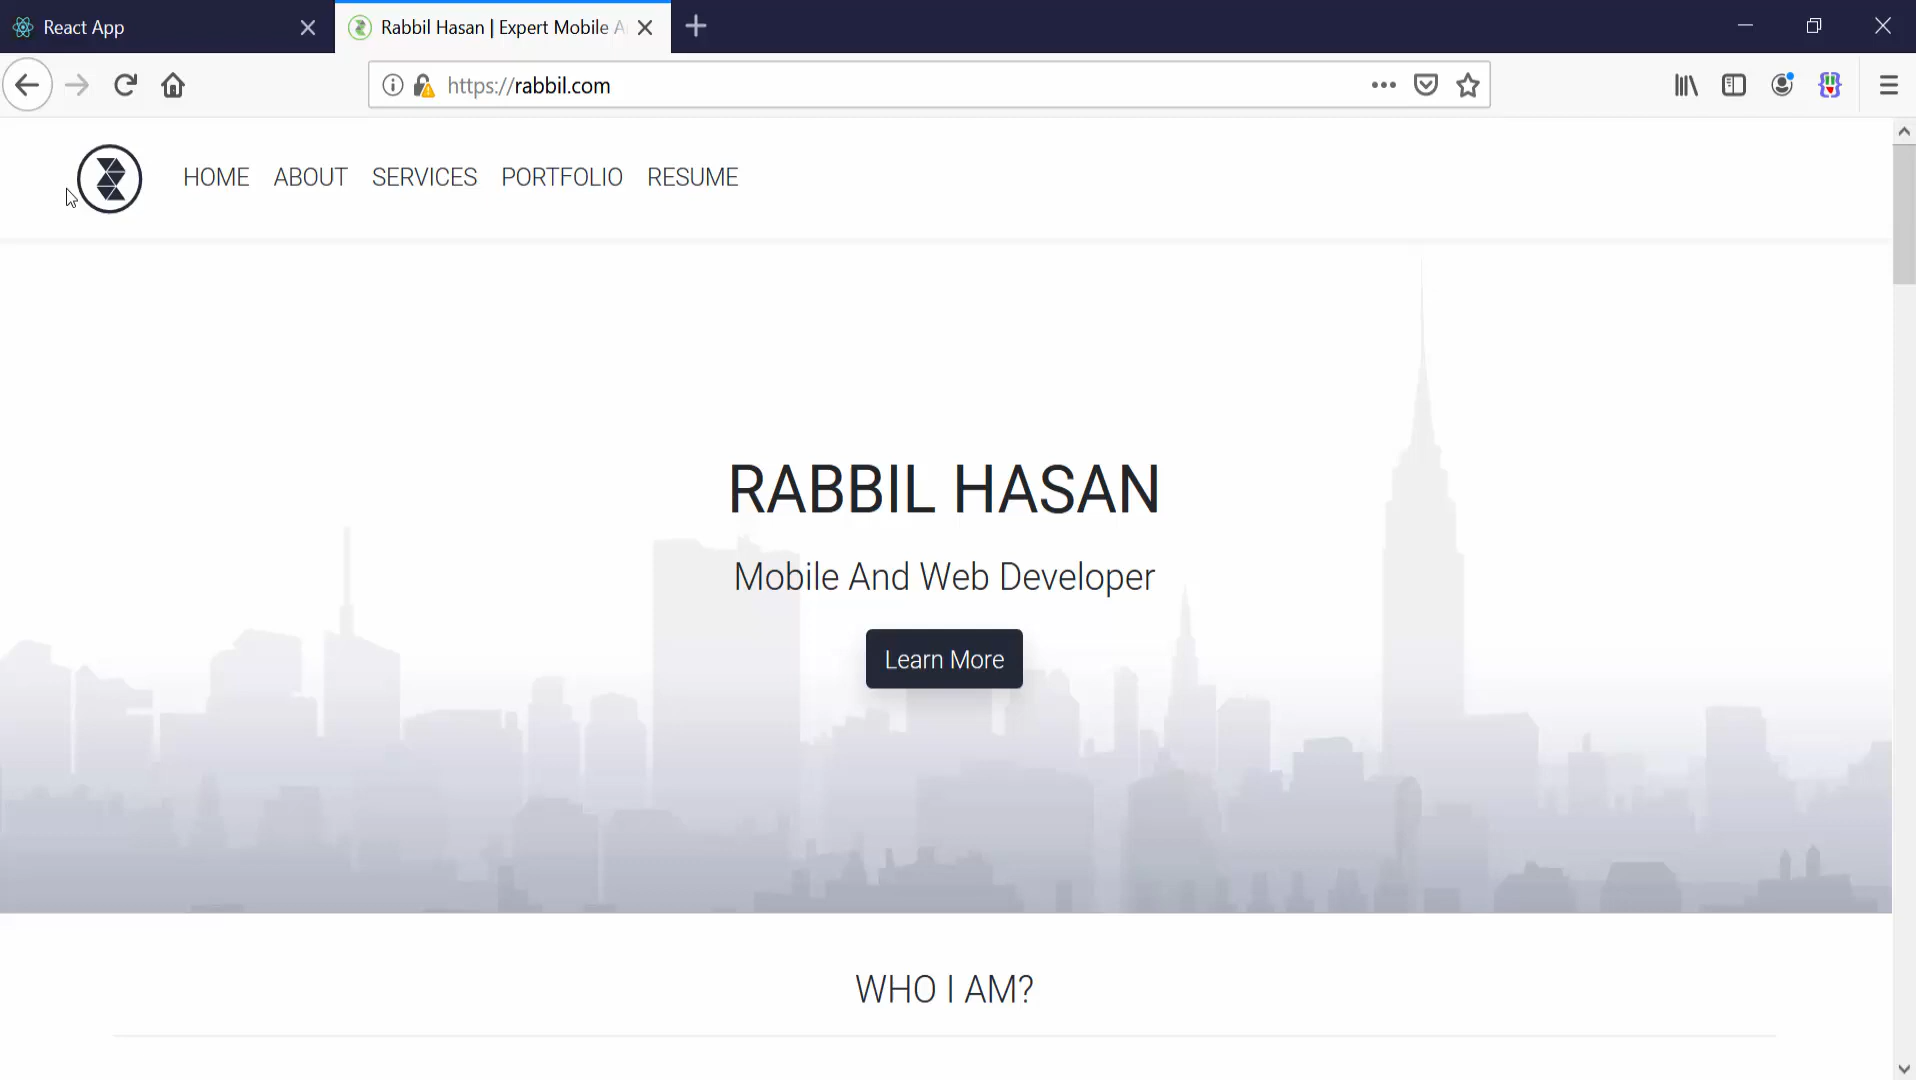 React App
Rabbil Hasan | Expert Mobile A
https://rabbil.com
HOME ABOUT SERVICES PORTFOLIO RESUME
RABBIL HASAN
Mobile And Web Developer
Learn More
WHO I AM?